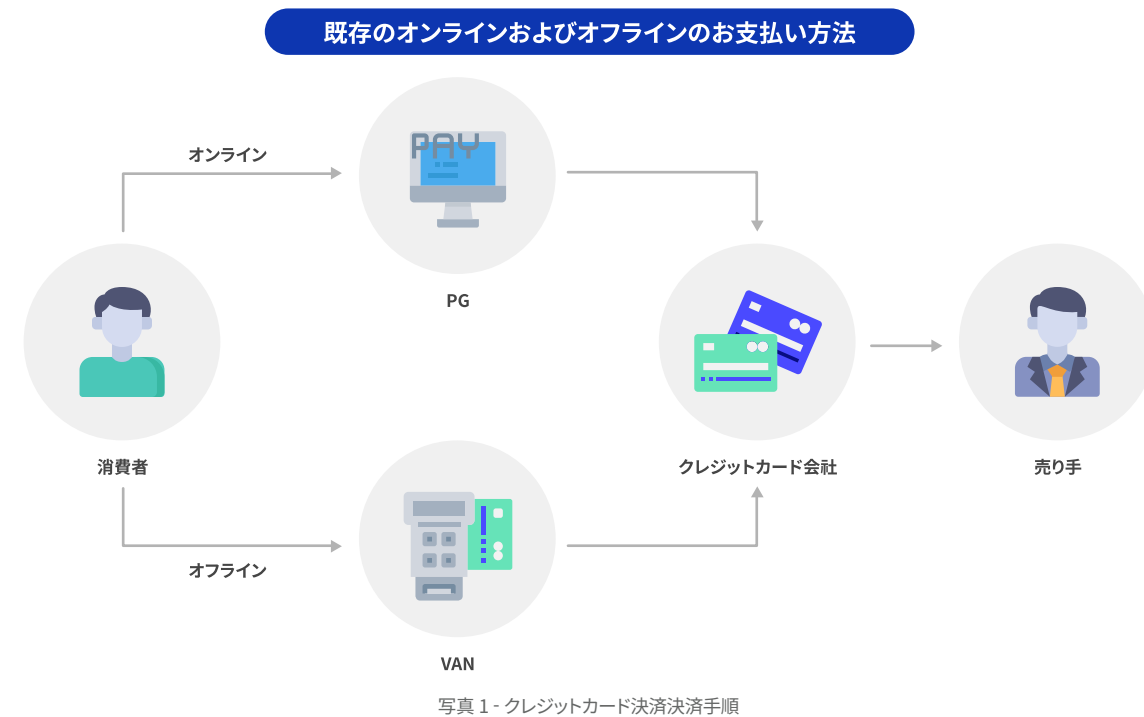 既存のオンラインおよびオフラインのお支払い方法
オンライン
PAY
PG
消費者
クレジットカード会社
売り手
オフライン
VAN
写真 1 - クレジットカード決済決済手順